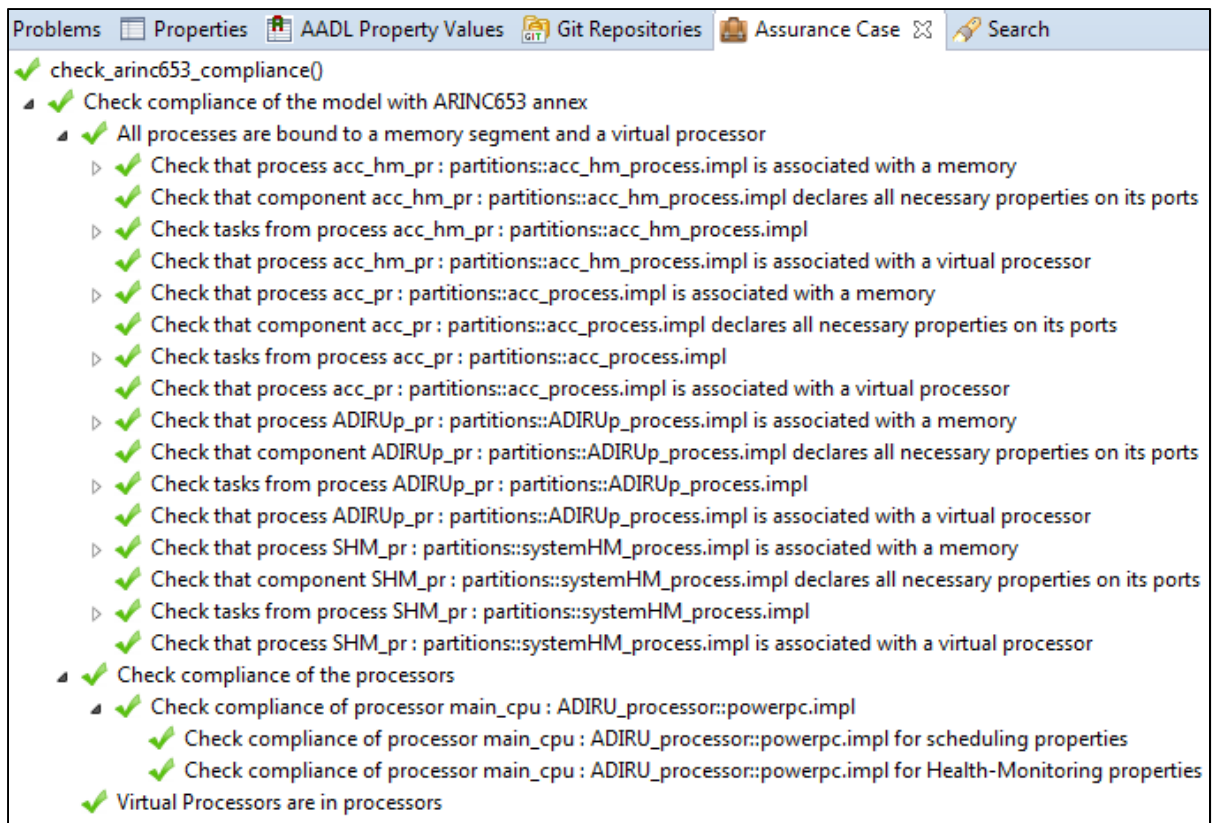 Problems Properties AADL Property Values Git Repositories Assurance Case Search
check_arinc653_compliance()
Check compliance of the model with ARINC653 annex
All processes are bound to a memory segment and a virtual processor
Check that process acc_hm_pr : partitions::acc_hm_process.impl is associated with a memory
Check that component acc_hm_pr : partitions::acc_hm_process.impl declares all necessary properties on its ports
Check tasks from process acc_hm_pr : partitions::acc_hm_process.impl
Check that process acc_hm_pr : partitions::acc_hm_process.impl is associated with a virtual processor
Check that process acc_pr : partitions::acc_process.impl is associated with a memory
Check that component acc_pr : partitions::acc_process.impl declares all necessary properties on its ports
Check tasks from process acc_pr : partitions::acc_process.impl
Check that process acc_pr : partitions::acc_process.impl is associated with a virtual processor
Check that process ADIRUp_pr : partitions::ADIRUp_process.impl is associated with a memory
Check that component ADIRUp_pr : partitions::ADIRUp_process.impl declares all necessary properties on its ports
Check tasks from process ADIRUp_pr : partitions::ADIRUp_process.impl
Check that process ADIRUp_pr : partitions::ADIRUp_process.impl is associated with a virtual processor
Check that process SHM_pr : partitions::systemHM_process.impl is associated with a memory
Check that component SHM_pr : partitions::systemHM_process.impl declares all necessary properties on its ports
Check tasks from process SHM_pr : partitions::systemHM_process.impl
Check that process SHM_pr : partitions::systemHM_process.impl is associated with a virtual processor
Check compliance of the processors
Check compliance of processor main_cpu : ADIRU_processor::powerpc.impl
Check compliance of processor main_cpu : ADIRU_processor::powerpc.impl for scheduling properties
Check compliance of processor main_cpu : ADIRU_processor::powerpc.impl for Health-Monitoring properties
Virtual Processors are in processors